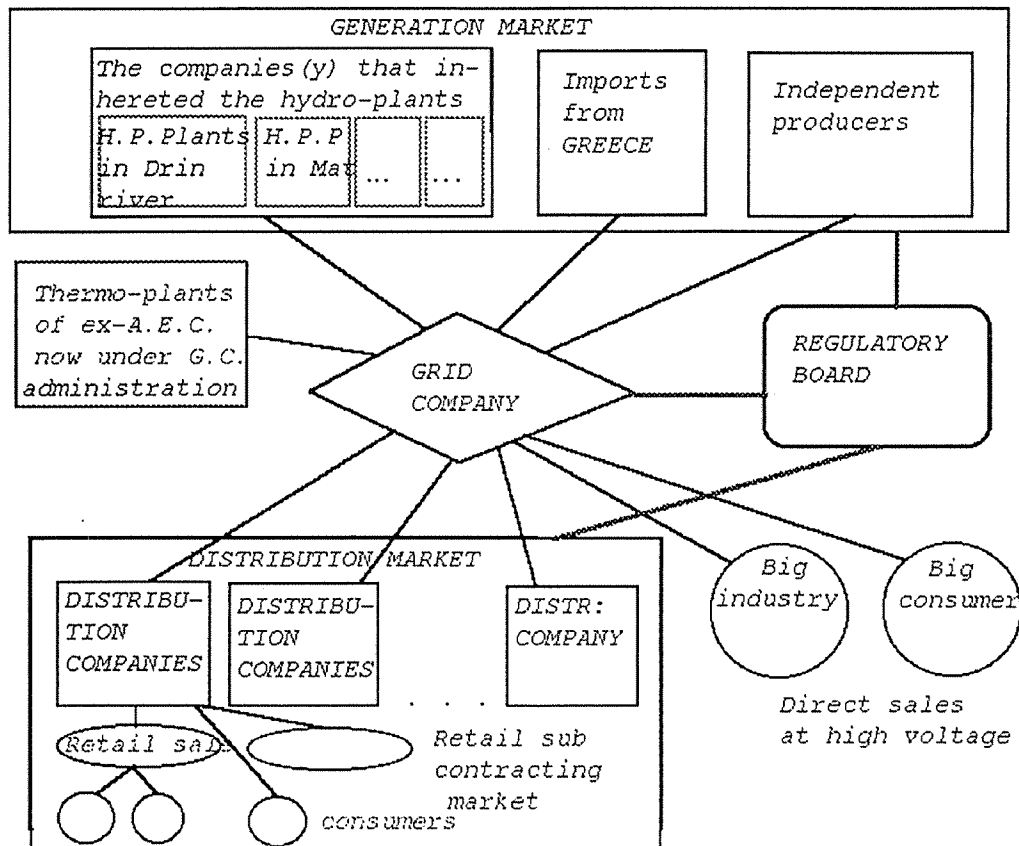 GENERATION MARKET
The companies(y) that in-
hereted the hydro-plants
H.P.Plants
in Drin
river
H.P.P
in Mat
...
...
Imports
from
GREECE
Independent
producers
Thermo-plants
of ex-A.E.C.
now under G.C.
administration
GRID
COMPANY
REGULATORY
BOARD
DISTRIBUTION MARKET
DISTRIBU-
TION
COMPANIES
DISTRIBU-
TION
COMPANIES
. . .
DISTR:
COMPANY
Big
industry
Big
consumer
Direct sales
at high voltage
Retail sale
Retail sub
contracting
market
consumers